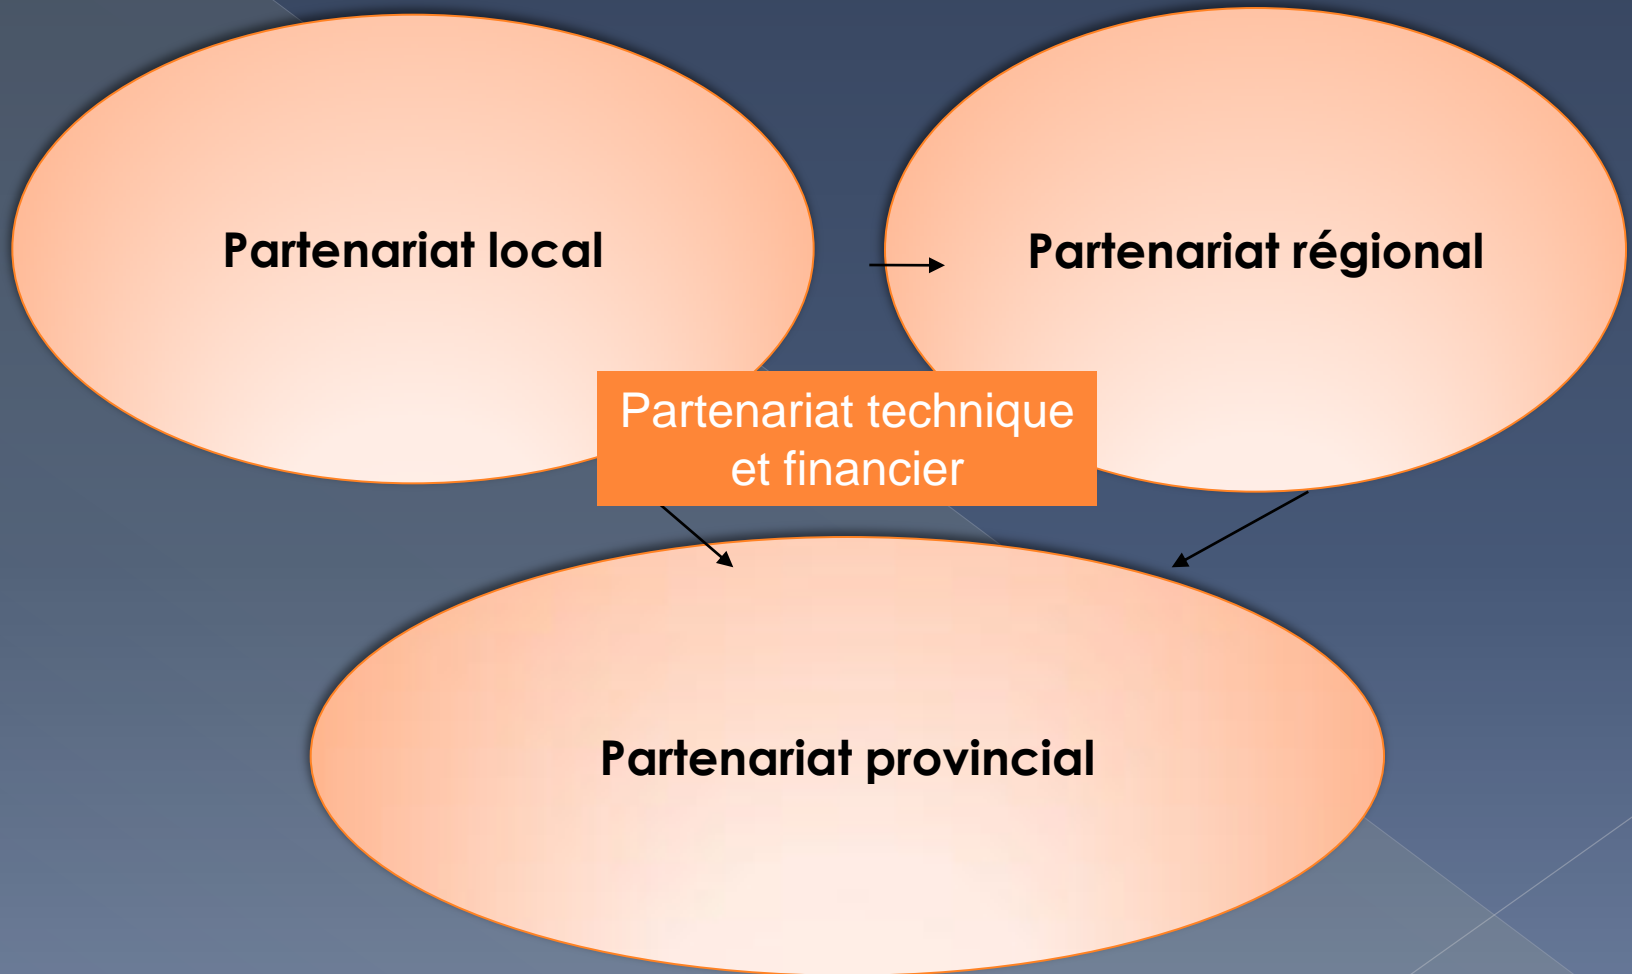 Partenariat local
Partenariat régional
Partenariat technique
et financier
Partenariat provincial